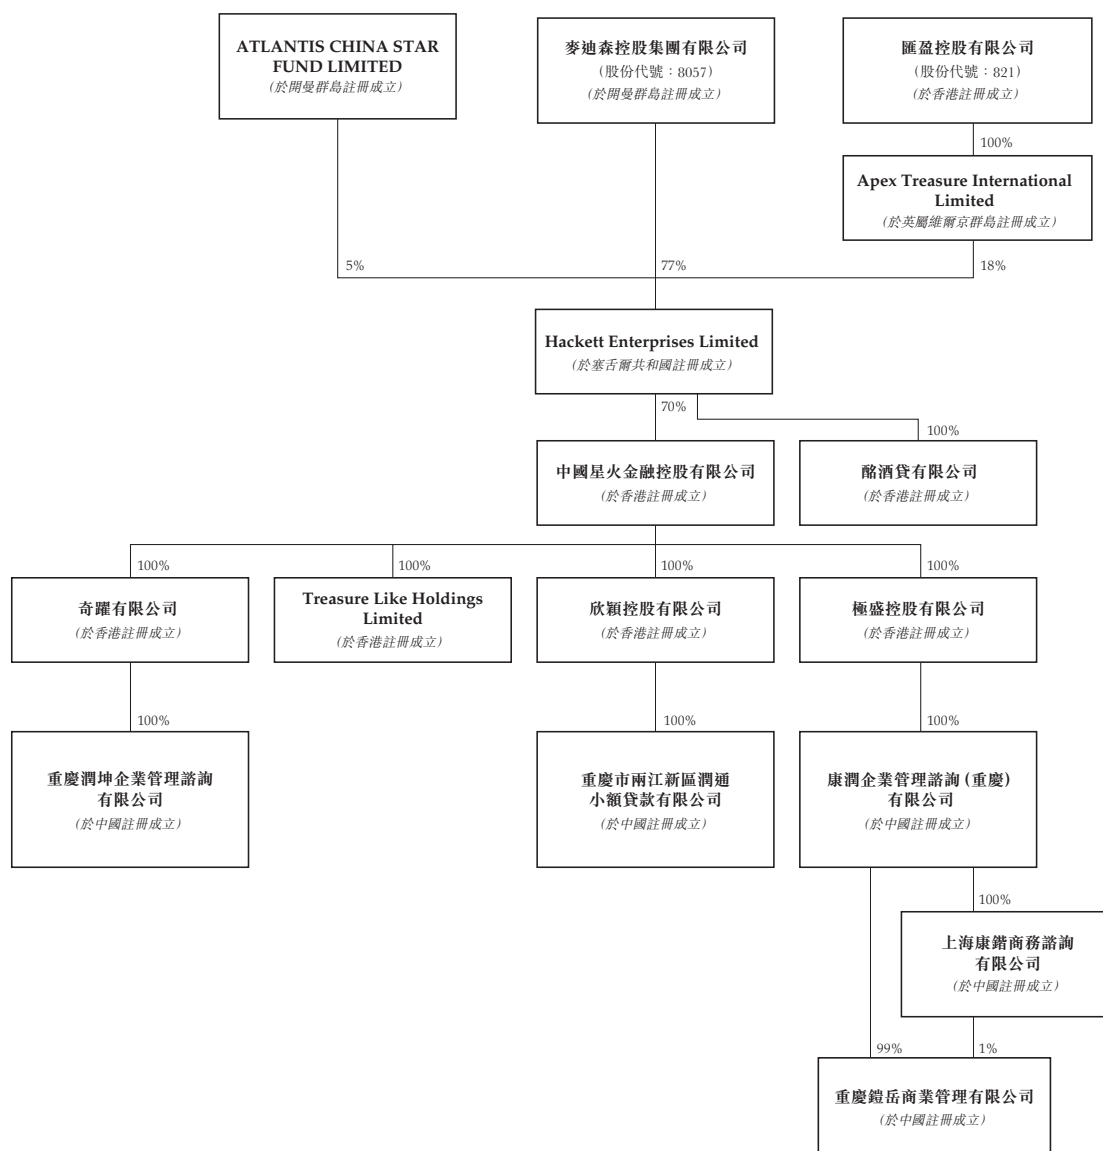 ATLANTIS CHINA STAR
FUND LIMITED
(於開曼群島註冊成立)
麥迪森控股集團有限公司
(股份代號：8057)
(於開曼群島註冊成立)
匯盈控股有限公司
(股份代號：821)
(於香港註冊成立)
100%
Apex Treasure International
Limited
(於英屬維爾京群島註冊成立)
5%
77%
18%
Hackett Enterprises Limited
(於塞舌爾共和國註冊成立)
70%
100%
中國星火金融控股有限公司
(於香港註冊成立)
酩酒貸有限公司
(於香港註冊成立)
100%
100%
100%
100%
奇躍有限公司
(於香港註冊成立)
Treasure Like Holdings
Limited
(於香港註冊成立)
欣穎控股有限公司
(於香港註冊成立)
極盛控股有限公司
(於香港註冊成立)
100%
100%
100%
重慶潤坤企業管理諮詢
有限公司
(於中國註冊成立)
重慶市兩江新區潤通
小額貸款有限公司
(於中國註冊成立)
康潤企業管理諮詢 (重慶)
有限公司
(於中國註冊成立)
100%
上海康鍇商務諮詢
有限公司
(於中國註冊成立)
99%
1%
重慶鎧岳商業管理有限公司
(於中國註冊成立)